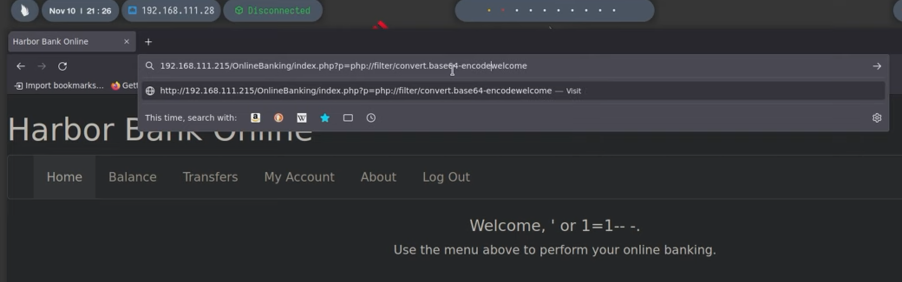 Nov 10 | 21 : 26 192.168.111.28 Disconnected
Harbor Bank Online
192.168.111.215/OnlineBanking/index.php?p=php://filter/convert.base64-encodewelcome
Import bookmarks... Gett
http://192.168.111.215/OnlineBanking/index.php?p=php://filter/convert.base64-encodewelcome — Visit
This time, search with:
Harbor Bank Online
Home Balance Transfers My Account About Log Out
Welcome, ' or 1=1-- -.
Use the menu above to perform your online banking.